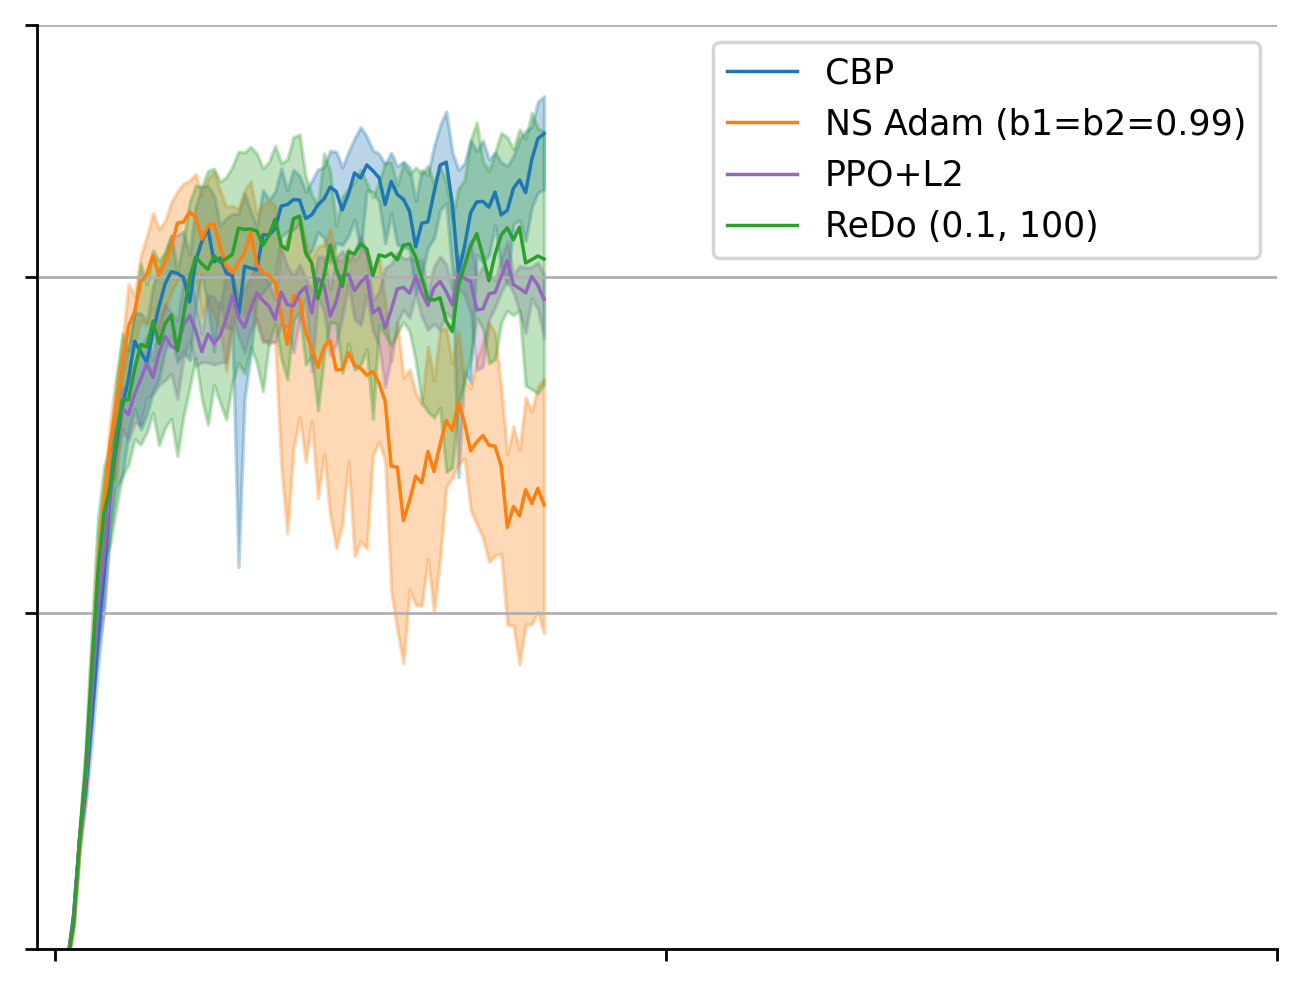 CBP
NS Adam (b1=b2=0.99)
PPO+L2
ReDo (0.1, 100)